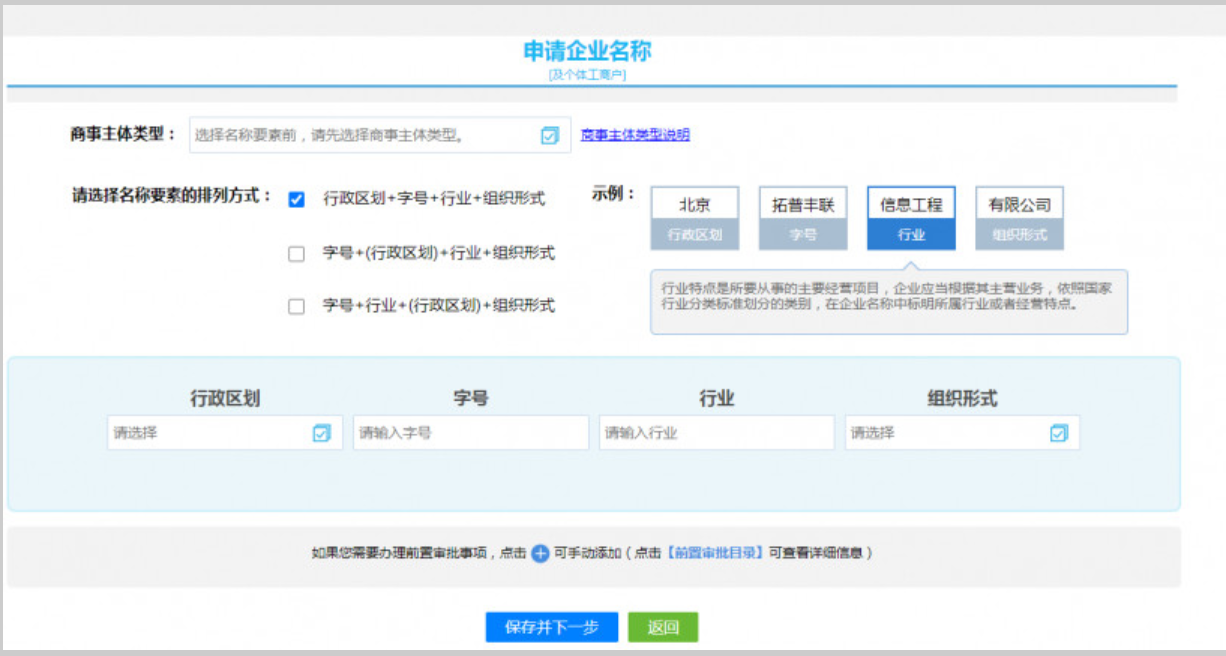 申请企业名称
[及个体工商户]
商事主体类型： 选择名称要素前，请先选择商事主体类型。 商事主体类型说明
请选择名称要素的排列方式： 行政区划+字号+行业+组织形式 示例： 北京 拓普丰联 信息工程 有限公司
行政区划 字号 行业 组织形式
字号+(行政区划)+行业+组织形式
行业特点是所要从事的主要经营项目，企业应当根据其主营业务，依照国家
行业分类标准划分的类别，在企业名称中标明所属行业或者经营特点。
字号+行业+(行政区划)+组织形式
行政区划 字号 行业 组织形式
请选择 请输入字号 请输入行业 请选择
如果您需要办理前置审批事项，点击 可手动添加（点击【前置审批目录】可查看详细信息）
保存并下一步 返回